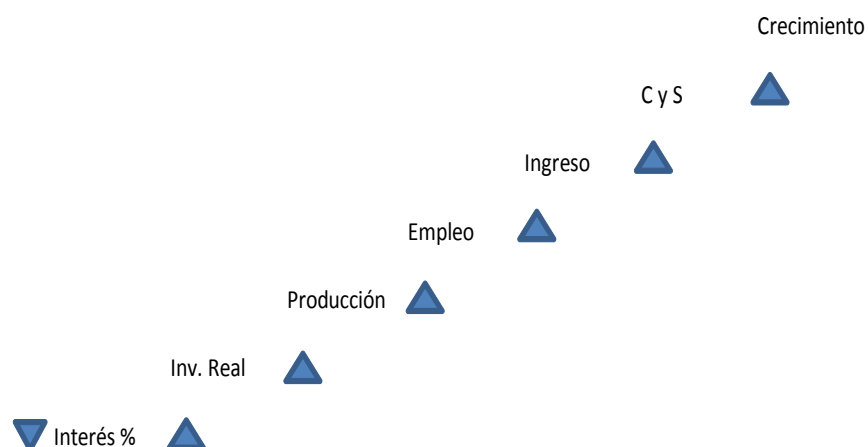 Crecimiento
C y S
Ingreso
Empleo
Producción
Inv. Real
Interés %